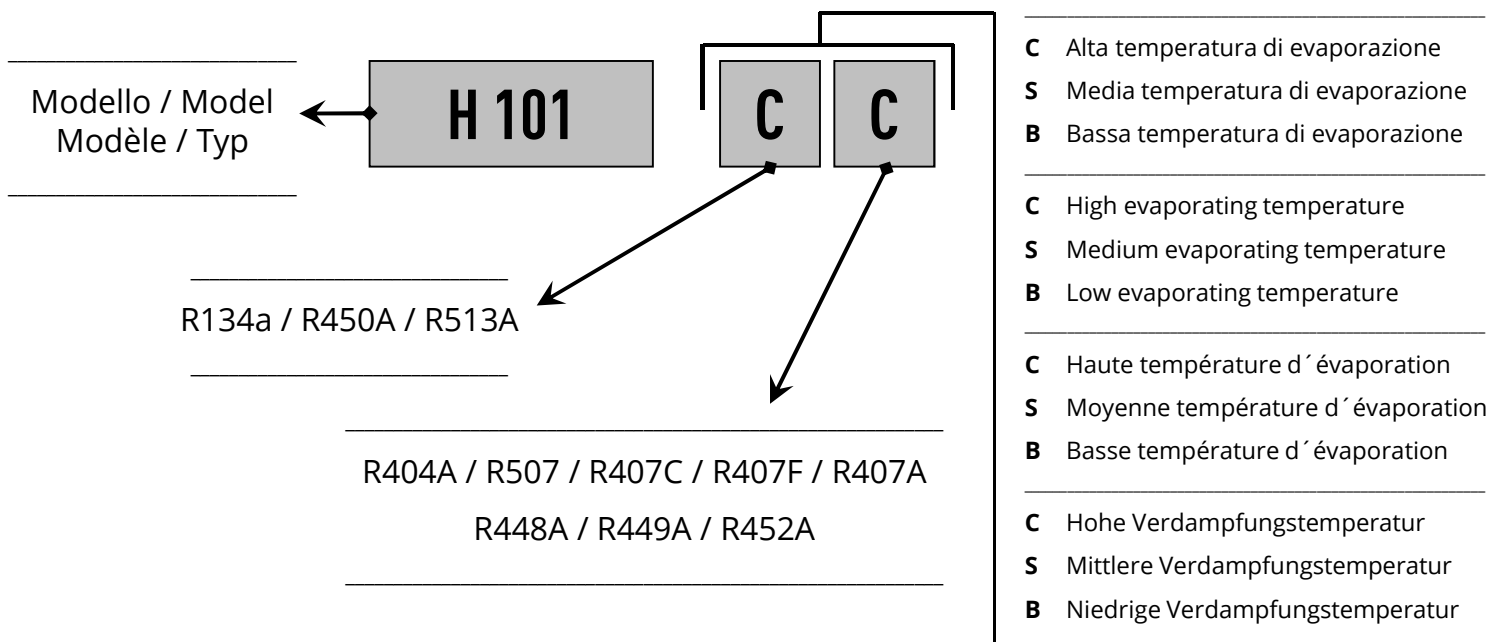 Modello / Model
Modèle / Typ
H 101
C
C
R134a / R450A / R513A
R404A / R507 / R407C / R407F / R407A
R448A / R449A / R452A
C Alta temperatura di evaporazione
S Media temperatura di evaporazione
B Bassa temperatura di evaporazione
C High evaporating temperature
S Medium evaporating temperature
B Low evaporating temperature
C Haute température d´évaporation
S Moyenne température d´évaporation
B Basse température d´évaporation
C Hohe Verdampfungstemperatur
S Mittlere Verdampfungstemperatur
B Niedrige Verdampfungstemperatur